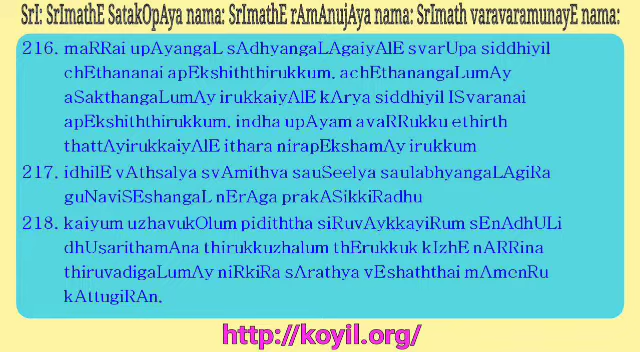 SrI: SrImathE SatakOpAya nama: SrImathE rAmAnujAya nama: SrImath varavaramunayE nama:
216. maRRai upAyangaL sAdhyangaLAgaiyAlE svarUpa siddhiyil
chEthananai apEkshiththirukkum. achEthanangaLumAy
aSakthangaLumAy irukkaiyAlE kArya siddhiyil ISvaranai
apEkshiththirukkum. indha upAyam avaRRukku ethirth
thattAyirukkaiyAlE ithara nirapEkshamAy irukkum
217. idhilE vAthsalya svAmithva sauSeelya saulabhyangaLAgiRa
guNaviSEshangaL nErAga prakASikkiRadhu
218. kaiyum uzhavukOlum pidiththa siRuvAykkayiRum sEnAdhULi
dhUsarithamAna thirukkuzhalum thErukkuk kIzhE nARRina
thiruvadigaLumAy niRkiRa sArathya vEshaththai mAmenRu
kAttugiRAn.
http://koyil.org/